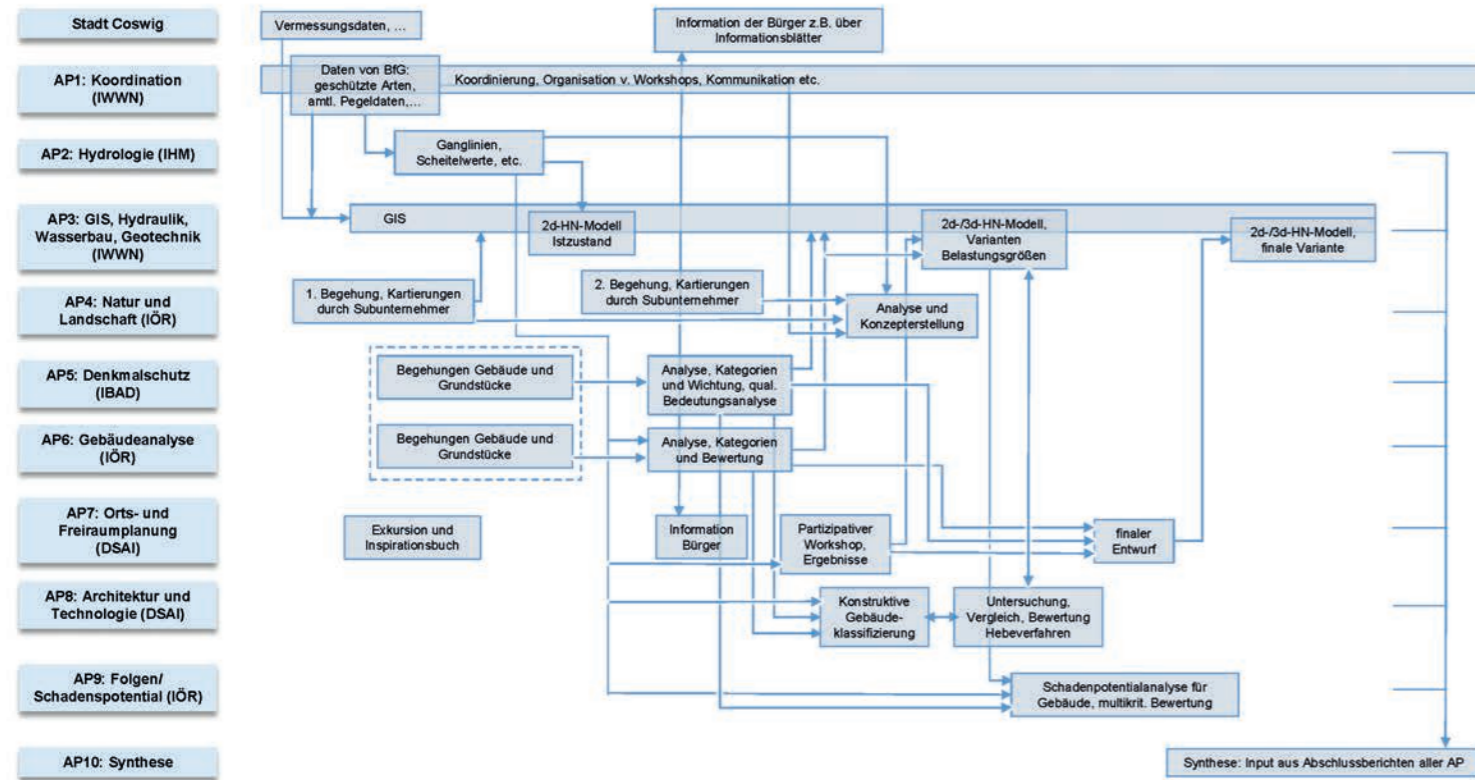 Stadt Coswig
Vermessungsdaten, ...
Information der Bürger z.B. über
Informationsblätter
AP1: Koordination
(IWWN)
Daten von BfG:
geschützte Arten,
amtl. Pegeldaten,...
Koordinierung, Organisation v. Workshops, Kommunikation etc.
AP2: Hydrologie (IHM)
Ganglinien,
Scheitelwerte, etc.
AP3: GIS, Hydraulik,
Wasserbau, Geotechnik
(IWWN)
GIS
2d-HN-Modell
Istzustand
2d-/3d-HN-Modell,
Varianten
Belastungsgrößen
2d-/3d-HN-Modell,
finale Variante
AP4: Natur und
Landschaft (IÖR)
1. Begehung, Kartierungen
durch Subunternehmer
2. Begehung, Kartierungen
durch Subunternehmer
Analyse und
Konzepterstellung
AP5: Denkmalschutz
(IBAD)
Begehungen Gebäude und
Grundstücke
Analyse, Kategorien
und Wichtung, qual.
Bedeutungsanalyse
AP6: Gebäudeanalyse
(IÖR)
Begehungen Gebäude und
Grundstücke
Analyse, Kategorien
und Bewertung
AP7: Orts- und
Freiraumplanung
(DSAI)
Exkursion und
Inspirationsbuch
Information
Bürger
Partizipativer
Workshop,
Ergebnisse
finaler
Entwurf
AP8: Architektur und
Technologie (DSAI)
Konstruktive
Gebäude-
klassifizierung
Untersuchung,
Vergleich, Bewertung
Hebeverfahren
AP9: Folgen/
Schadenspotential (IÖR)
Schadenpotentialanalyse für
Gebäude, multikrit. Bewertung
AP10: Synthese
Synthese: Input aus Abschlussberichten aller AP